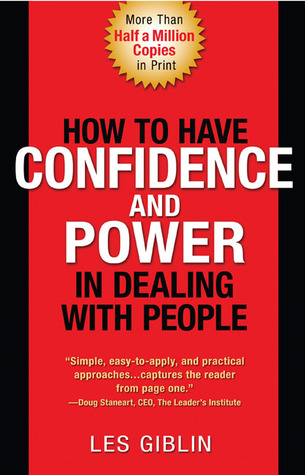 More Than
Half a Million
Copies
in Print
HOW TO HAVE
CONFIDENCE
AND
POWER
IN DEALING
WITH PEOPLE
“Simple, easy-to-apply, and practical
approaches...captures the reader
from page one.”
—Doug Staneart, CEO, The Leader's Institute
LES GIBLIN